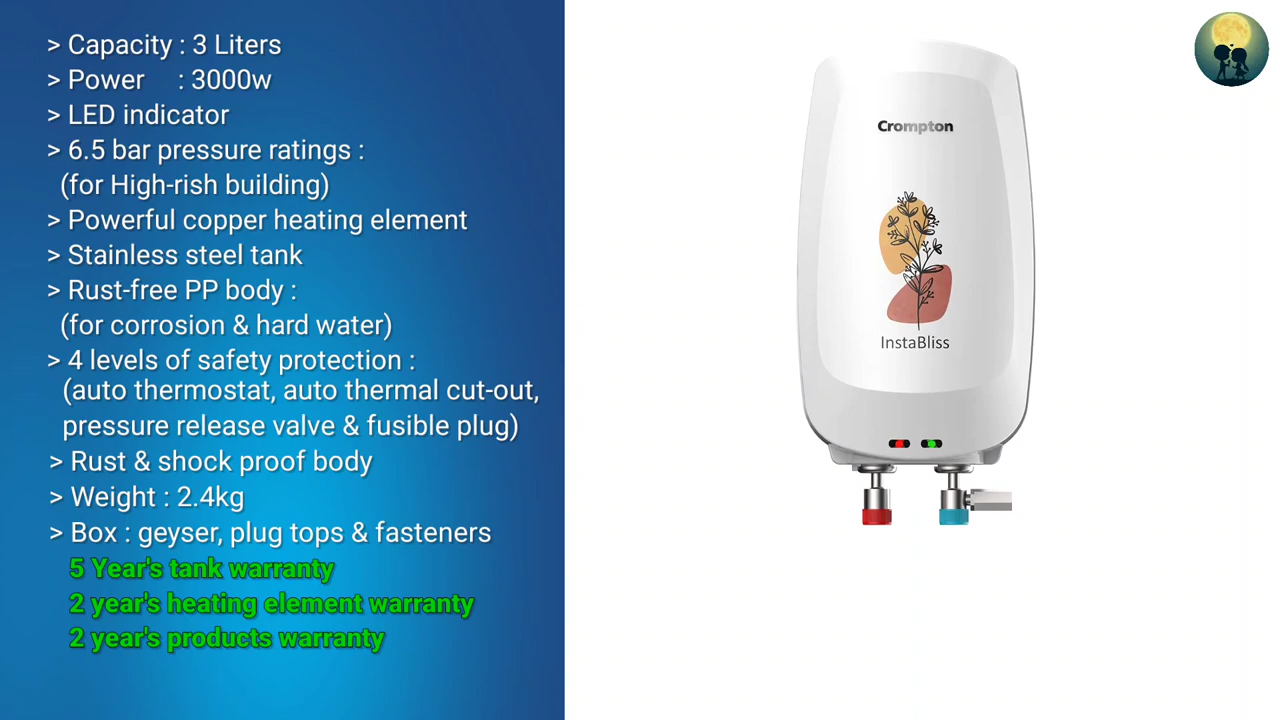 > Capacity : 3 Liters
> Power : 3000w
> LED indicator
> 6.5 bar pressure ratings :
(for High-rish building)
> Powerful copper heating element
> Stainless steel tank
> Rust-free PP body :
(for corrosion & hard water)
> 4 levels of safety protection :
(auto thermostat, auto thermal cut-out,
pressure release valve & fusible plug)
> Rust & shock proof body
> Weight : 2.4kg
> Box : geyser, plug tops & fasteners
5 Year's tank warranty
2 year's heating element warranty
2 year's products warranty
Crompton
InstaBliss